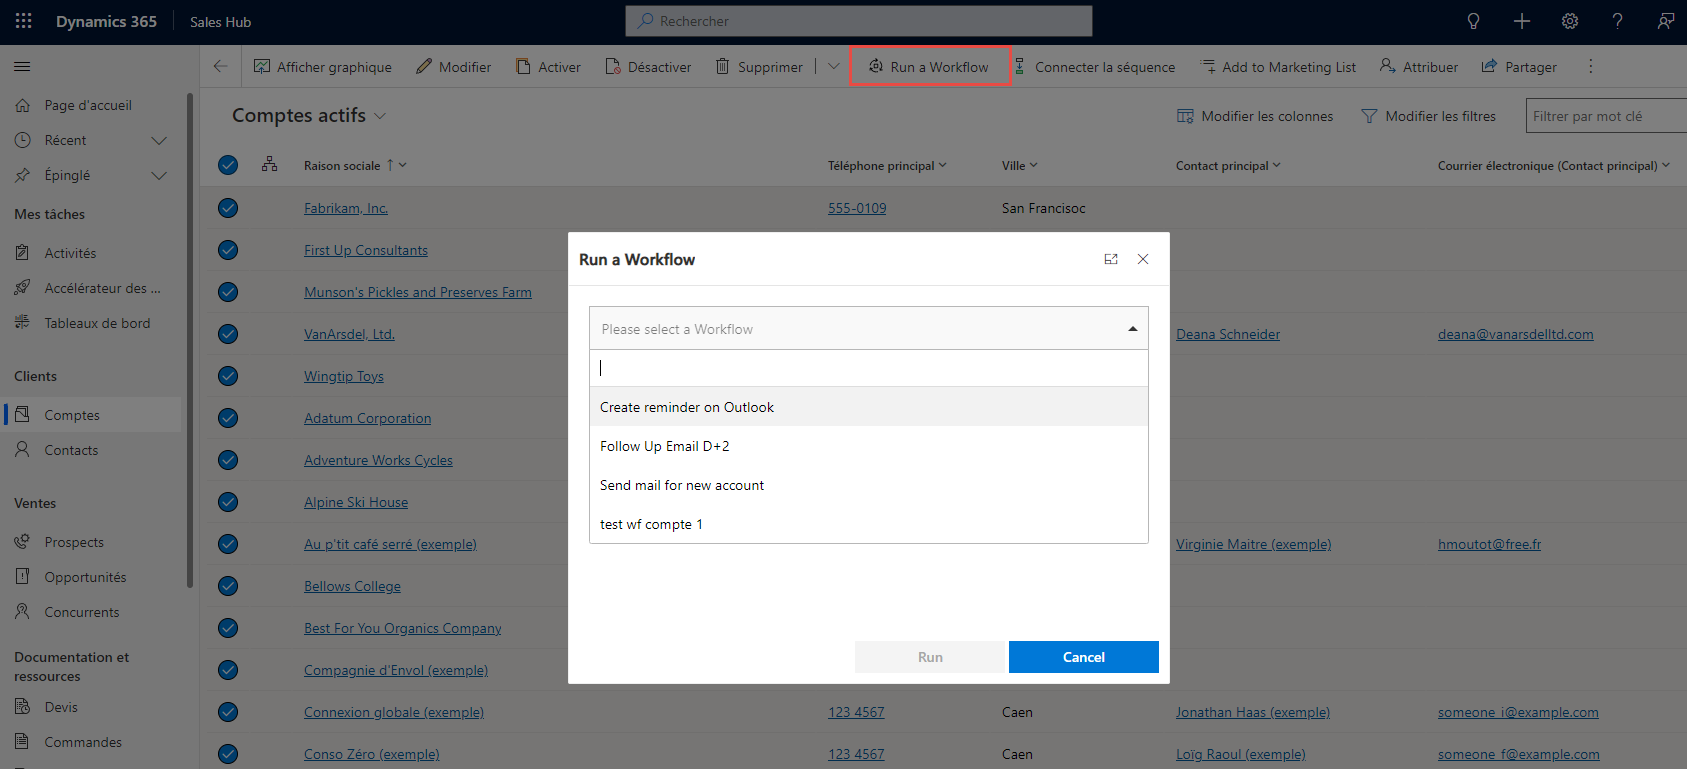 Dynamics 365 Sales Hub Rechercher
Afficher graphique Modifier Activer Désactiver Supprimer Run a Workflow Connecter la séquence Add to Marketing List Attribuer Partager
Page d'accueil
Récent
Épinglé
Mes tâches
Activités
Accélérateur des ...
Tableaux de bord
Clients
Comptes
Contacts
Ventes
Prospects
Opportunités
Concurrents
Documentation et
ressources
Devis
Commandes
Comptes actifs Modifier les colonnes Modifier les filtres Filtrer par mot clé
Raison sociale Téléphone principal Ville Contact principal Courrier électronique (Contact principal)
Fabrikam, Inc. 555-0109 San Francisoc
First Up Consultants
Munson's Pickles and Preserves Farm
VanArsdel, Ltd. Deana Schneider deana@vanarsdelltd.com
Wingtip Toys
Adatum Corporation
Adventure Works Cycles
Alpine Ski House
Au p'tit café serré (exemple) Virginie Maitre (exemple) hmoutot@free.fr
Bellows College
Best For You Organics Company
Compagnie d'Envol (exemple)
Connexion globale (exemple) 123 4567 Caen Jonathan Haas (exemple) someone_i@example.com
Conso Zéro (exemple) 123 4567 Caen Loïg Raoul (exemple) someone_f@example.com
Run a Workflow
Please select a Workflow
Create reminder on Outlook
Follow Up Email D+2
Send mail for new account
test wf compte 1
Run Cancel